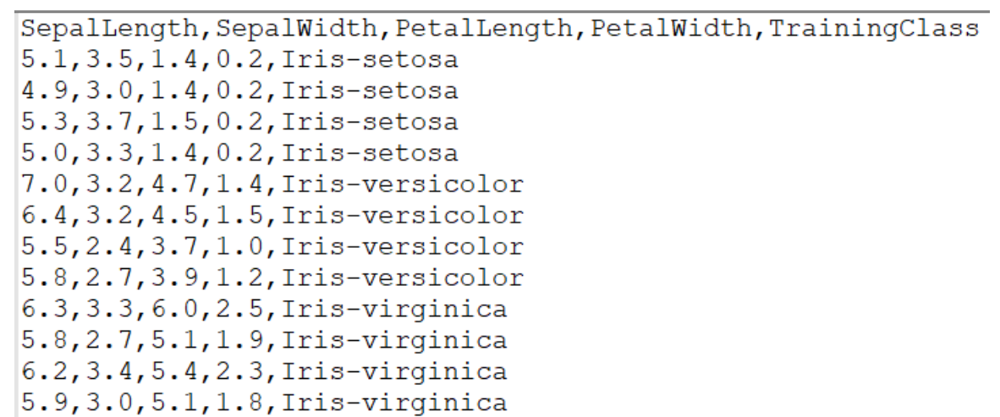 SepalLength,SepalWidth,PetalLength,PetalWidth,TrainingClass
5.1,3.5,1.4,0.2,Iris-setosa
4.9,3.0,1.4,0.2,Iris-setosa
5.3,3.7,1.5,0.2,Iris-setosa
5.0,3.3,1.4,0.2,Iris-setosa
7.0,3.2,4.7,1.4,Iris-versicolor
6.4,3.2,4.5,1.5,Iris-versicolor
5.5,2.4,3.7,1.0,Iris-versicolor
5.8,2.7,3.9,1.2,Iris-versicolor
6.3,3.3,6.0,2.5,Iris-virginica
5.8,2.7,5.1,1.9,Iris-virginica
6.2,3.4,5.4,2.3,Iris-virginica
5.9,3.0,5.1,1.8,Iris-virginica